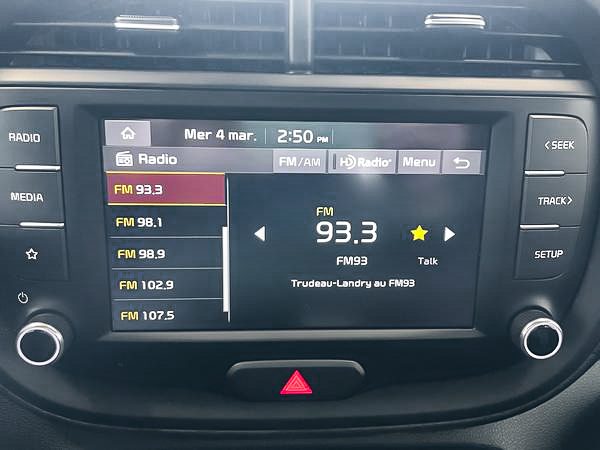 RADIO
MEDIA
Mer 4 mar.
2:50 PM
Radio
FM/AM
HD Radio
Menu
FM 93.3
FM 98.1
FM 98.9
FM 102.9
FM 107.5
FM
93.3
FM93
Talk
Trudeau-Landry au FM93
< SEEK
TRACK >
SETUP